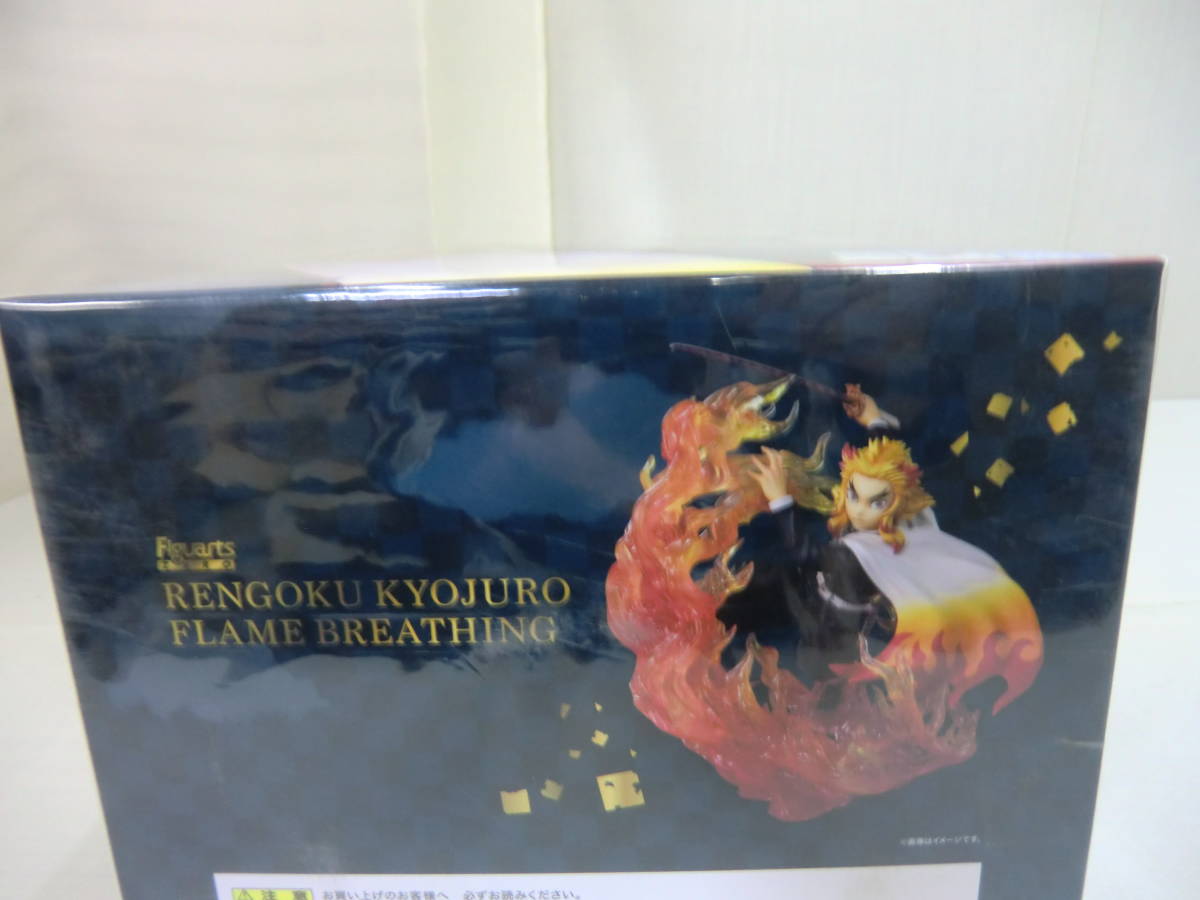 Figuarts
ZERO
RENGOKU KYOJURO
FLAME BREATHING
※画像はイメージです。
注意 お買い上げのお客様へ 必ずお読みください。